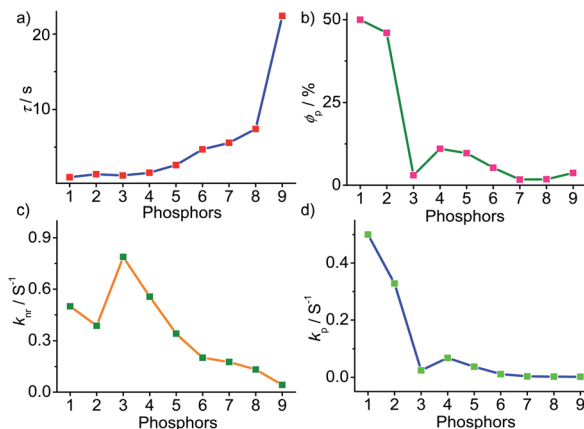 a)
20
10
τ / s
1 2 3 4 5 6 7 8 9
Phosphors
b)
50
25
0
ϕp / %
1 2 3 4 5 6 7 8 9
Phosphors
c)
0.9
0.6
0.3
0.0
knr / S-1
1 2 3 4 5 6 7 8 9
Phosphors
d)
0.4
0.2
0.0
kp / S-1
1 2 3 4 5 6 7 8 9
Phosphors